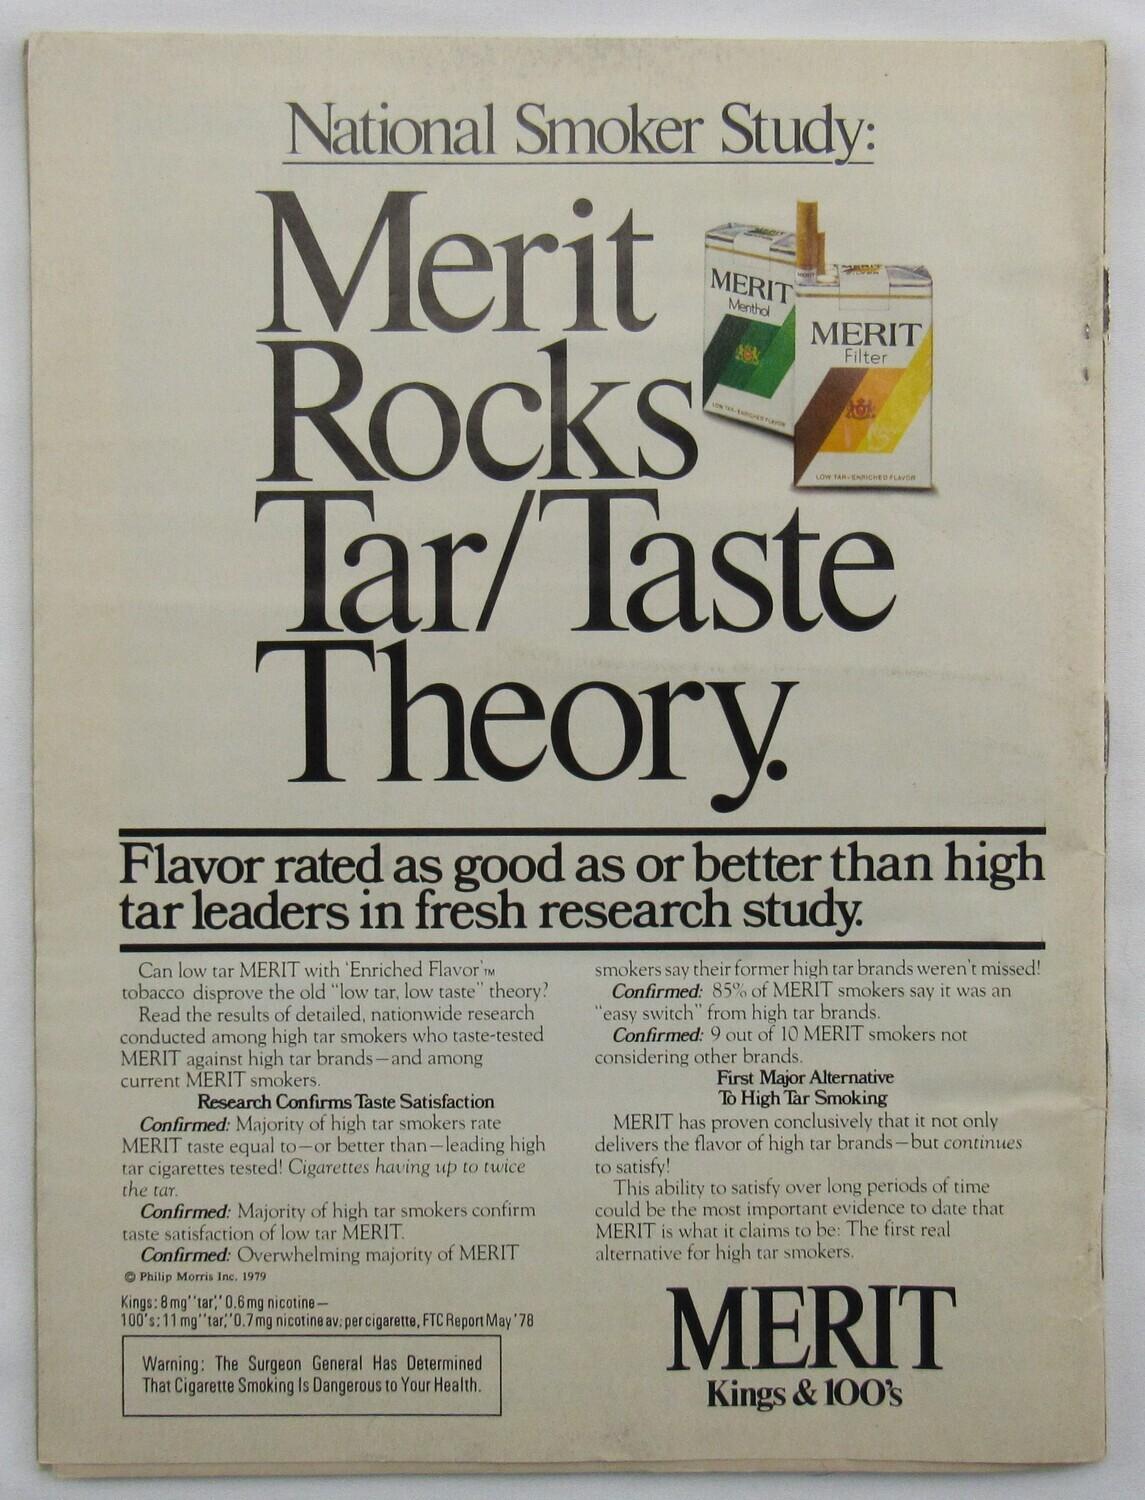 National Smoker Study:
Merit
Rocks
Tar/Taste
Theory.
MERIT
Menthol
LOW TAR-ENRICHED FLAVOR
MERIT
Filter
LOW TAR-ENRICHED FLAVOR
Flavor rated as good as or better than high
tar leaders in fresh research study.
Can low tar MERIT with 'Enriched Flavor'™
tobacco disprove the old "low tar, low taste" theory?
Read the results of detailed, nationwide research
conducted among high tar smokers who taste-tested
MERIT against high tar brands—and among
current MERIT smokers.
Research Confirms Taste Satisfaction
Confirmed: Majority of high tar smokers rate
MERIT taste equal to—or better than—leading high
tar cigarettes tested! Cigarettes having up to twice
the tar.
Confirmed: Majority of high tar smokers confirm
taste satisfaction of low tar MERIT.
Confirmed: Overwhelming majority of MERIT
smokers say their former high tar brands weren't missed!
Confirmed: 85% of MERIT smokers say it was an
"easy switch" from high tar brands.
Confirmed: 9 out of 10 MERIT smokers not
considering other brands.
First Major Alternative
To High Tar Smoking
MERIT has proven conclusively that it not only
delivers the flavor of high tar brands—but continues
to satisfy!
This ability to satisfy over long periods of time
could be the most important evidence to date that
MERIT is what it claims to be: The first real
alternative for high tar smokers.
© Philip Morris Inc. 1979
Kings: 8 mg "tar," 0.6 mg nicotine—
100's: 11 mg "tar," 0.7 mg nicotine av. per cigarette, FTC Report May '78
Warning: The Surgeon General Has Determined
That Cigarette Smoking Is Dangerous to Your Health.
MERIT
Kings & 100's